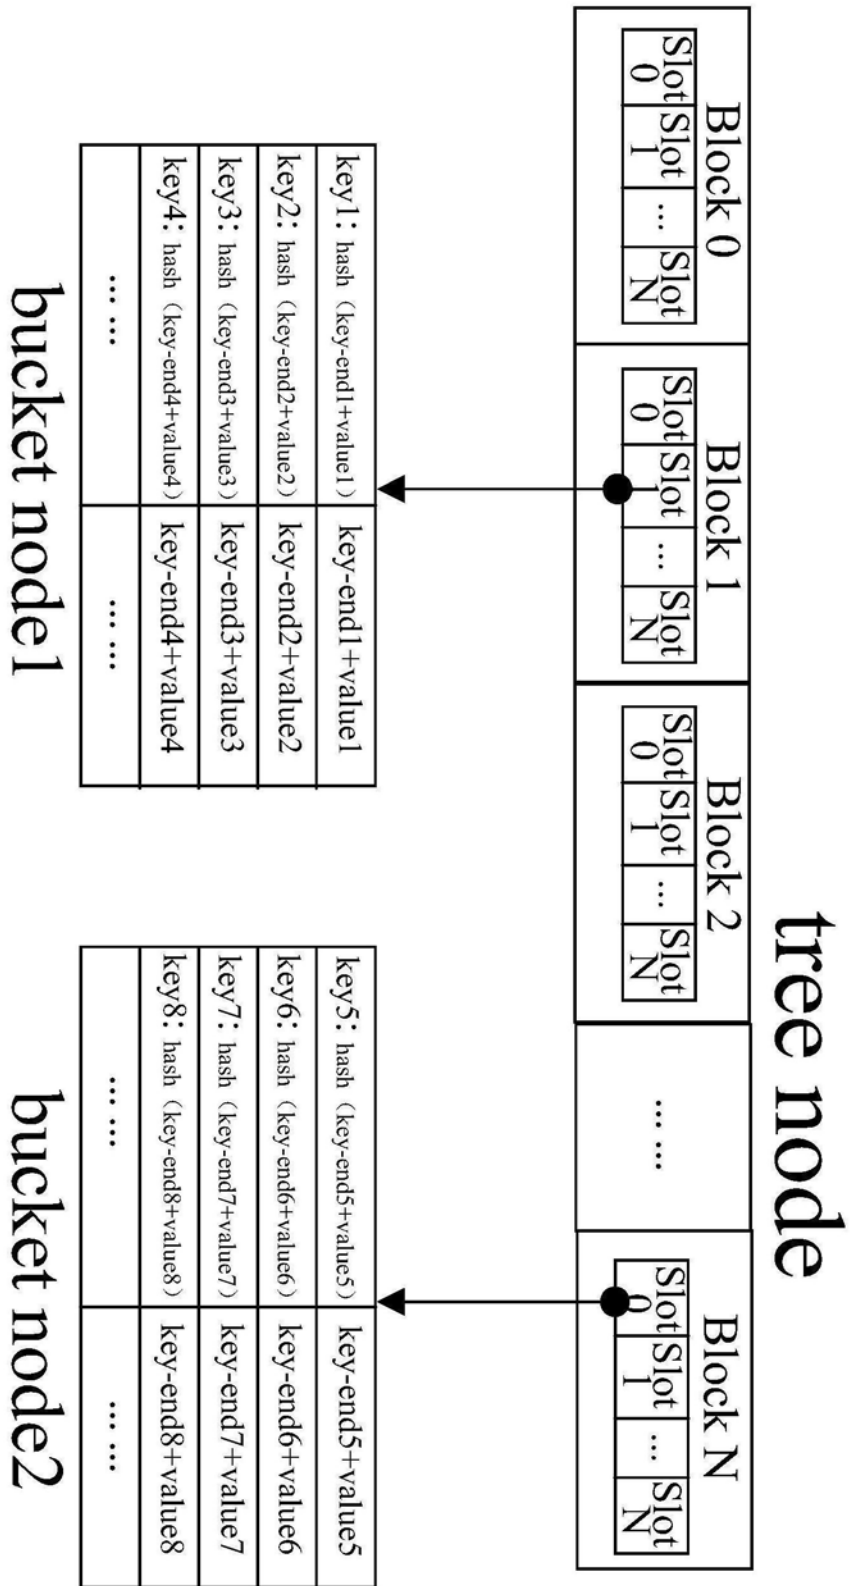 tree node
Block 0
Slot 0
Slot 1
...
Slot N
Block 1
Slot 0
Slot 1
...
Slot N
Block 2
Slot 0
Slot 1
...
Slot N
... ...
Block N
Slot 0
Slot 1
...
Slot N
key1: hash (key-end1+value1) key-end1+value1
key2: hash (key-end2+value2) key-end2+value2
key3: hash (key-end3+value3) key-end3+value3
key4: hash (key-end4+value4) key-end4+value4
... ... ... ...
bucket node1
key5: hash (key-end5+value5) key-end5+value5
key6: hash (key-end6+value6) key-end6+value6
key7: hash (key-end7+value7) key-end7+value7
key8: hash (key-end8+value8) key-end8+value8
... ... ... ...
bucket node2